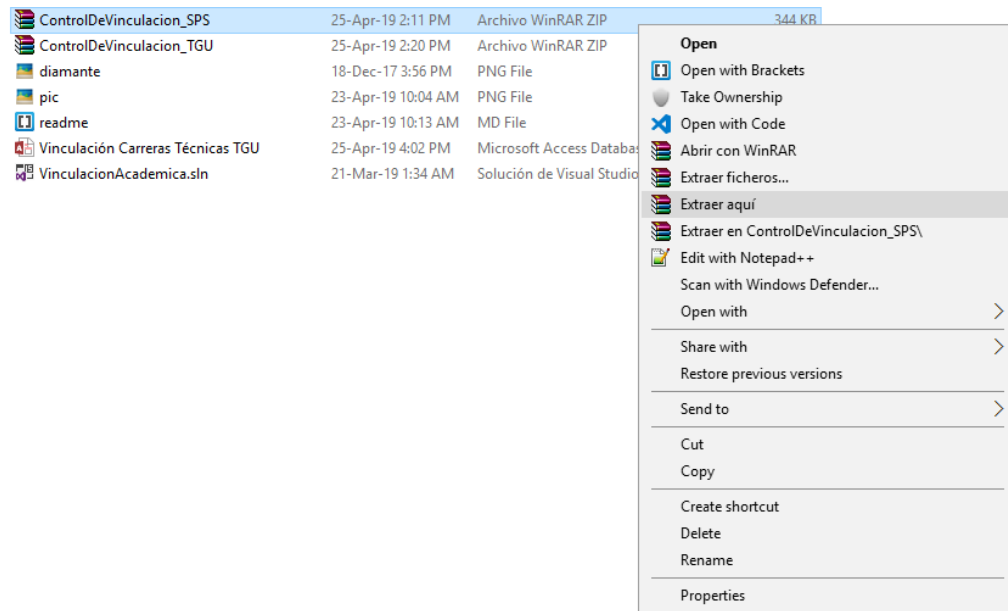 ControlDeVinculacion_SPS 25-Apr-19 2:11 PM Archivo WinRAR ZIP 344 KB
ControlDeVinculacion_TGU 25-Apr-19 2:20 PM Archivo WinRAR ZIP
diamante 18-Dec-17 3:56 PM PNG File
pic 23-Apr-19 10:04 AM PNG File
readme 23-Apr-19 10:13 AM MD File
Vinculación Carreras Técnicas TGU 25-Apr-19 4:02 PM Microsoft Access Databas
VinculacionAcademica.sln 21-Mar-19 1:34 AM Solución de Visual Studio
Open
Open with Brackets
Take Ownership
Open with Code
Abrir con WinRAR
Extraer ficheros...
Extraer aquí
Extraer en ControlDeVinculacion_SPS\
Edit with Notepad++
Scan with Windows Defender...
Open with
Share with
Restore previous versions
Send to
Cut
Copy
Create shortcut
Delete
Rename
Properties